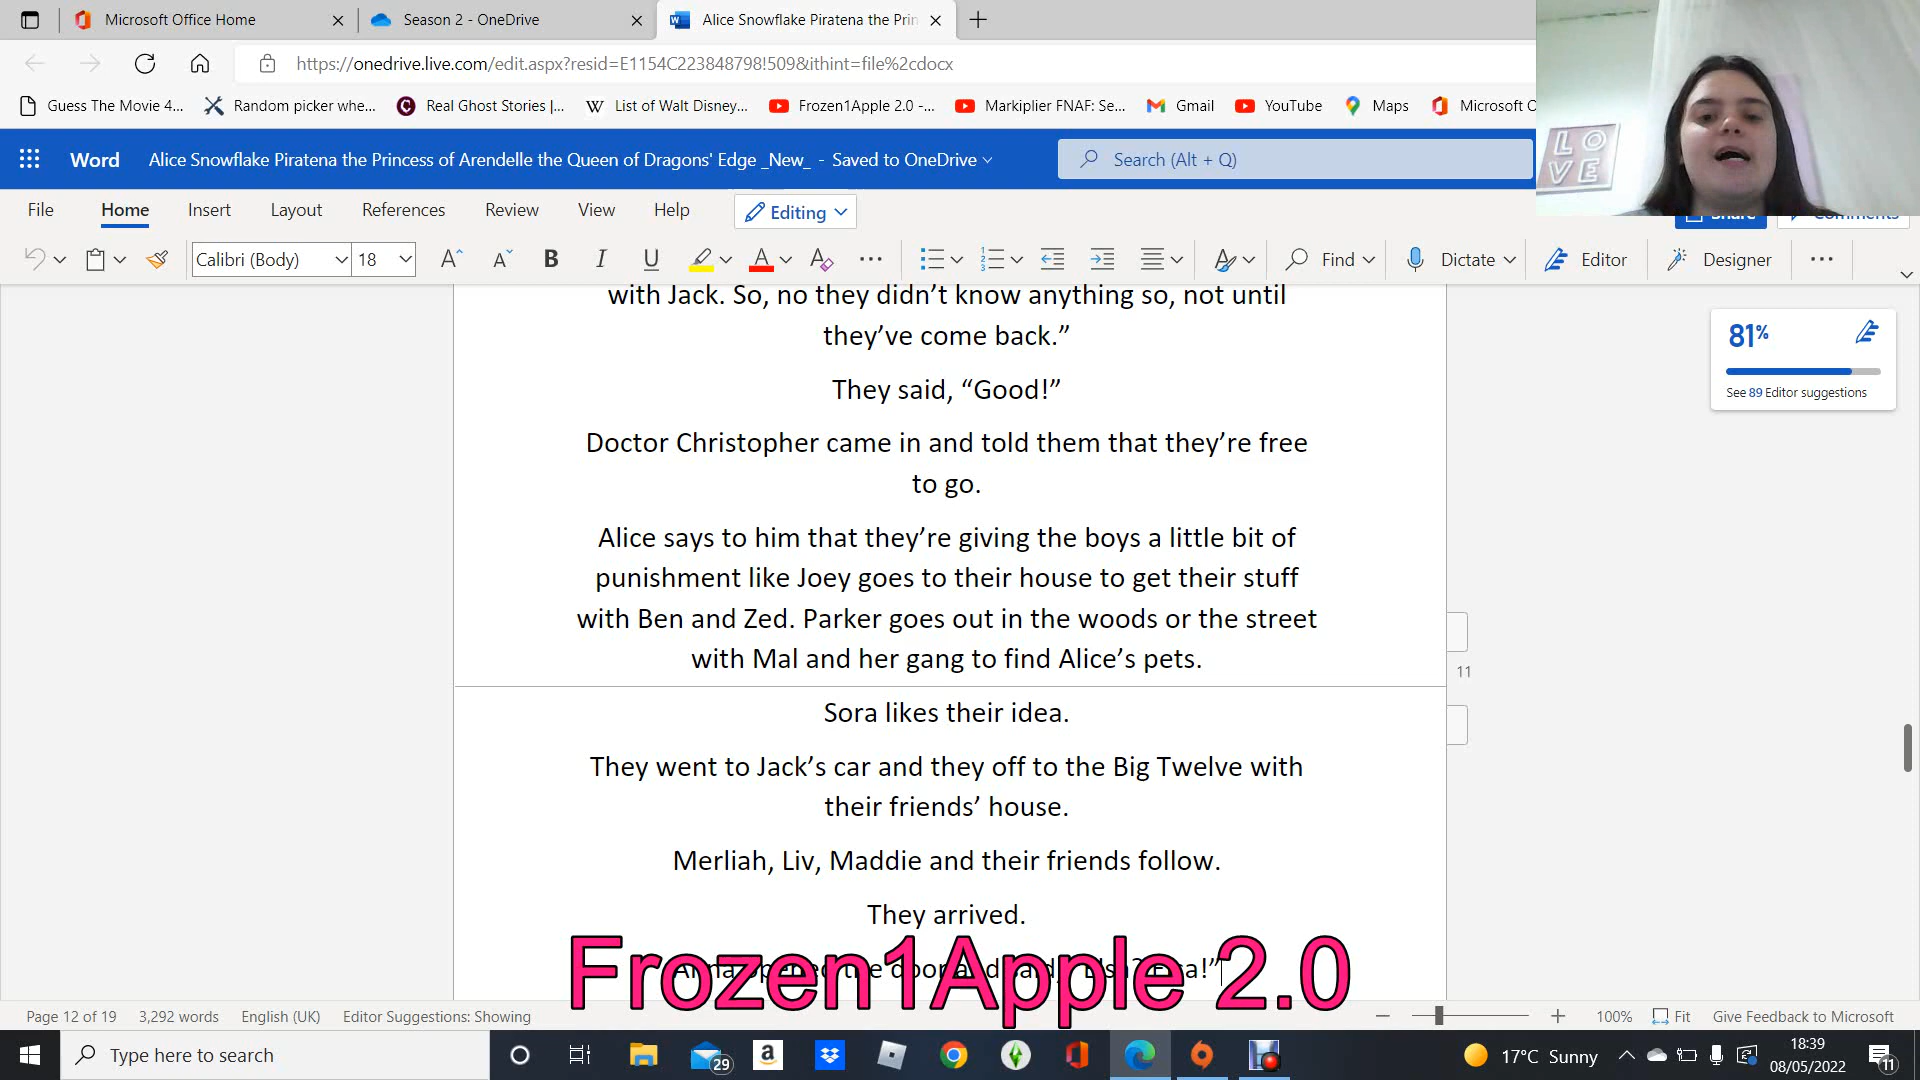 Microsoft Office Home
Season 2 - OneDrive
Alice Snowflake Piratena the Prin
https://onedrive.live.com/edit.aspx?resid=E1154C223848798!509&ithint=file%2cdocx
Guess The Movie 4...
Random picker whe...
Real Ghost Stories |...
List of Walt Disney...
Frozen1Apple 2.0 -...
Markiplier FNAF: Se...
Gmail
YouTube
Maps
Microsoft O
LOVE
Word
Alice Snowflake Piratena the Princess of Arendelle the Queen of Dragons' Edge _New_ - Saved to OneDrive
Search (Alt + Q)
File
Home
Insert
Layout
References
Review
View
Help
Editing
Share
Comments
Calibri (Body)
18
Find
Dictate
Editor
Designer
with Jack. So, no they didn't know anything so, not until
they've come back.”
They said, “Good!”
Doctor Christopher came in and told them that they're free
to go.
Alice says to him that they're giving the boys a little bit of
punishment like Joey goes to their house to get their stuff
with Ben and Zed. Parker goes out in the woods or the street
with Mal and her gang to find Alice's pets.
11
Sora likes their idea.
They went to Jack's car and they off to the Big Twelve with
their friends' house.
Merliah, Liv, Maddie and their friends follow.
They arrived.
opened the door
Frozen1Apple 2.0
81%
See 89 Editor suggestions
Page 12 of 19
3,292 words
English (UK)
Editor Suggestions: Showing
100%
Fit
Give Feedback to Microsoft
Type here to search
29
17°C Sunny
18:39
08/05/2022
11